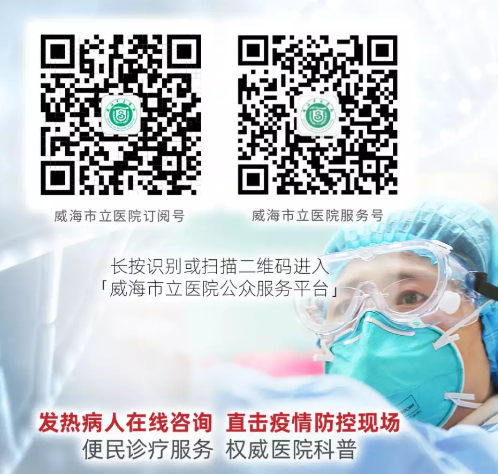 威海市立医院订阅号 威海市立医院服务号
长按识别或扫描二维码进入
「威海市立医院公众服务平台」
发热病人在线咨询 直击疫情防控现场
便民诊疗服务 权威医院科普